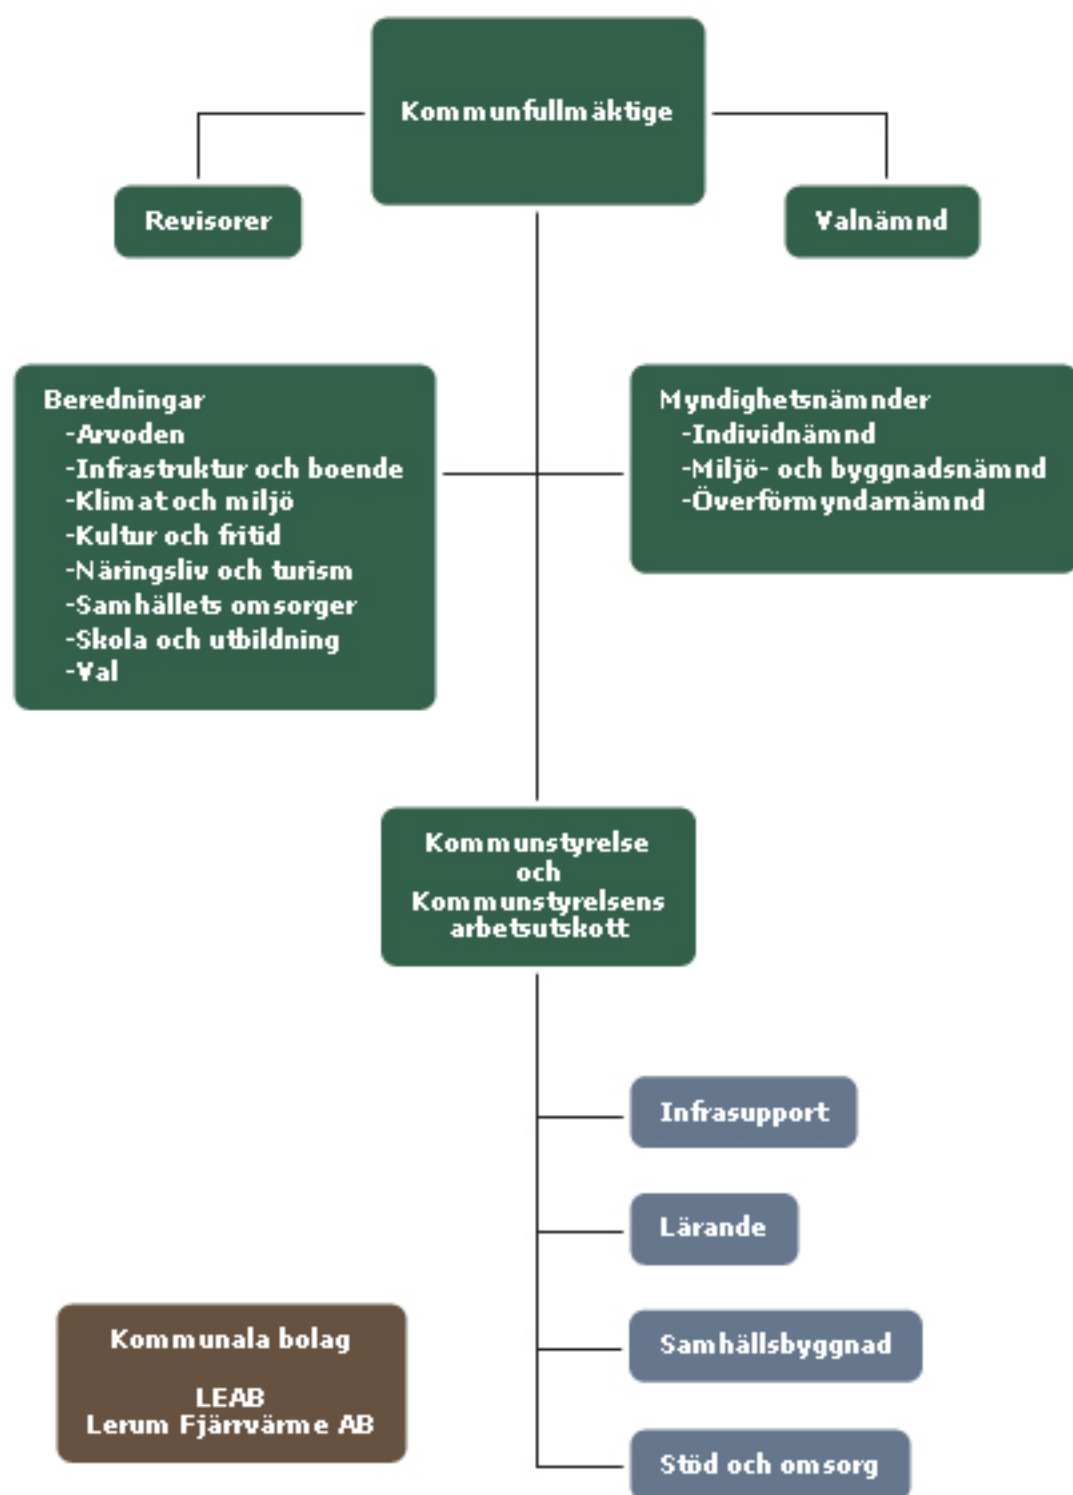 Kommunfullmäktige
Revisorer
Valnämnd
Beredningar
-Arvoden
-Infrastruktur och boende
-Klimat och miljö
-Kultur och fritid
-Näringsliv och turism
-Samhällets omsorger
-Skola och utbildning
-Val
Myndighetsnämnder
-Individnämnd
-Miljö- och byggnadsnämnd
-Överförmyndarnämnd
Kommunstyrelse
och
Kommunstyrelsens
arbetsutskott
Infrasupport
Lärande
Samhällsbyggnad
Stöd och omsorg
Kommunala bolag
LEAB
Lerum Fjärrvärme AB